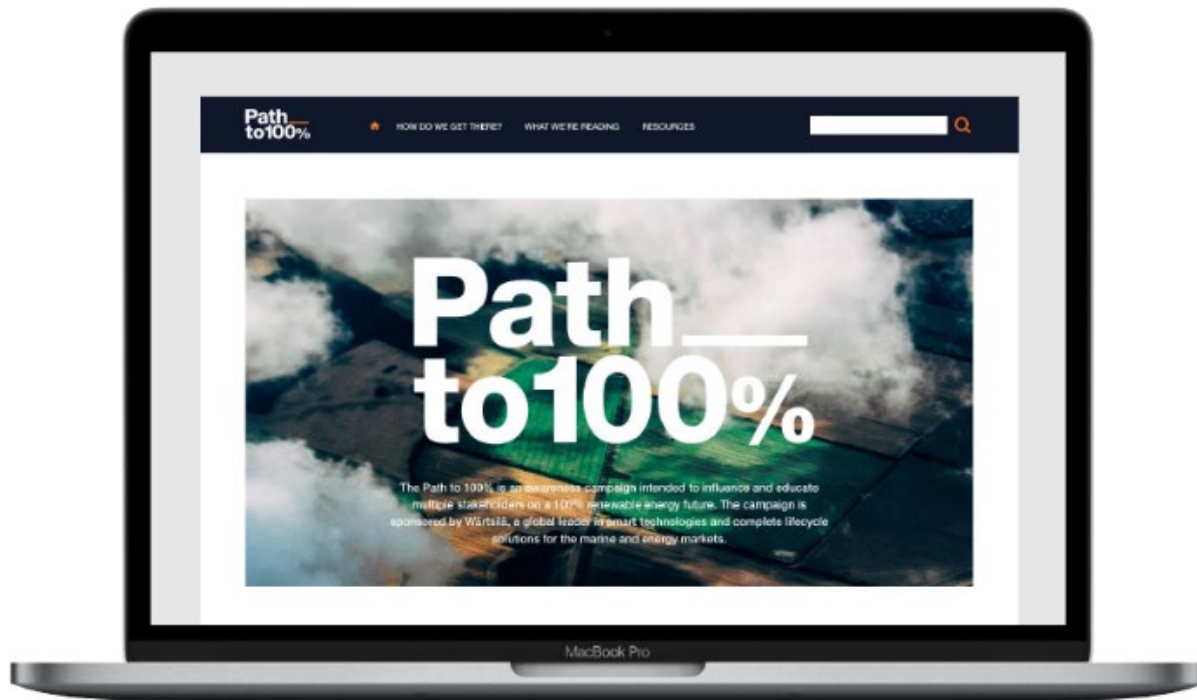 Path__
to100%
HOW DO WE GET THERE? WHAT WE'RE READING RESOURCES
Path__
to100%
The Path to 100% is an awareness campaign intended to influence and educate
multiple stakeholders on a 100% renewable energy future. The campaign is
sponsored by Wärtsilä, a global leader in smart technologies and complete lifecycle
solutions for the marine and energy markets.
MacBook Pro